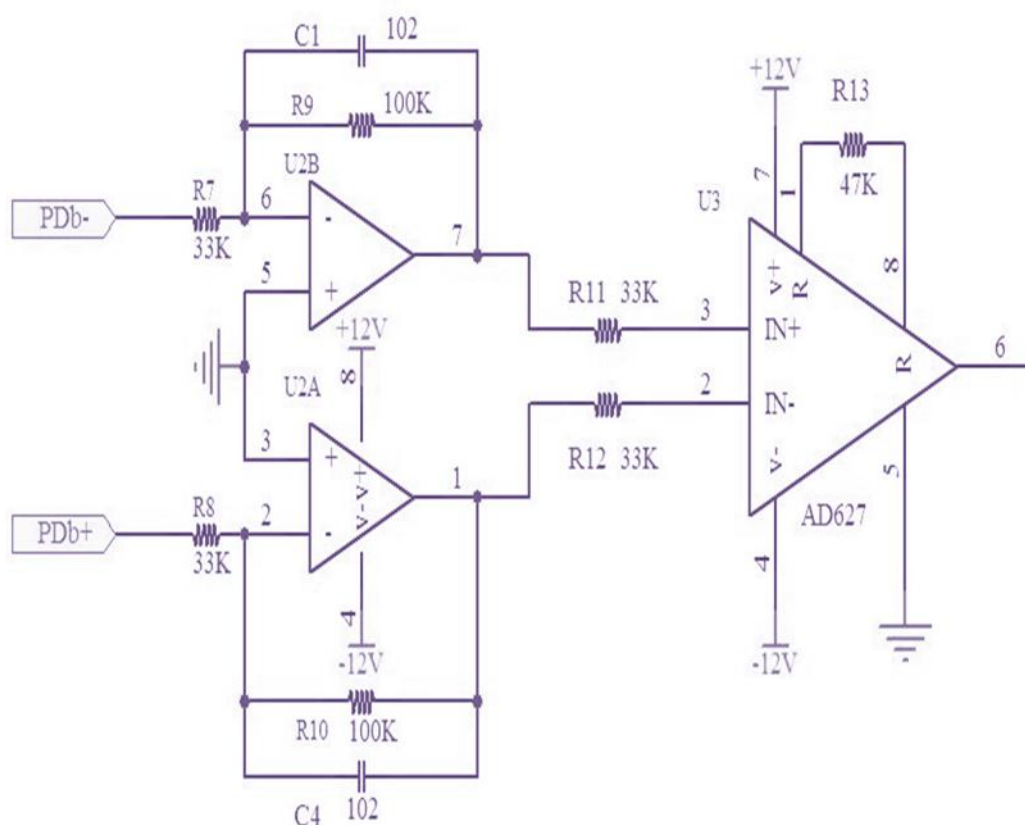 C1
102
R9
100K
U2B
PDb-
R7
33K
6
-
7
5
+
+12V
8
U2A
3
+
V-V+
1
PDb+
R8
33K
2
-
4
-12V
R10
100K
C4
102
R11 33K
3
R12 33K
2
+12V
R13
47K
7
1
8
U3
V+
R
IN+
R
6
IN-
V-
AD627
5
4
-12V